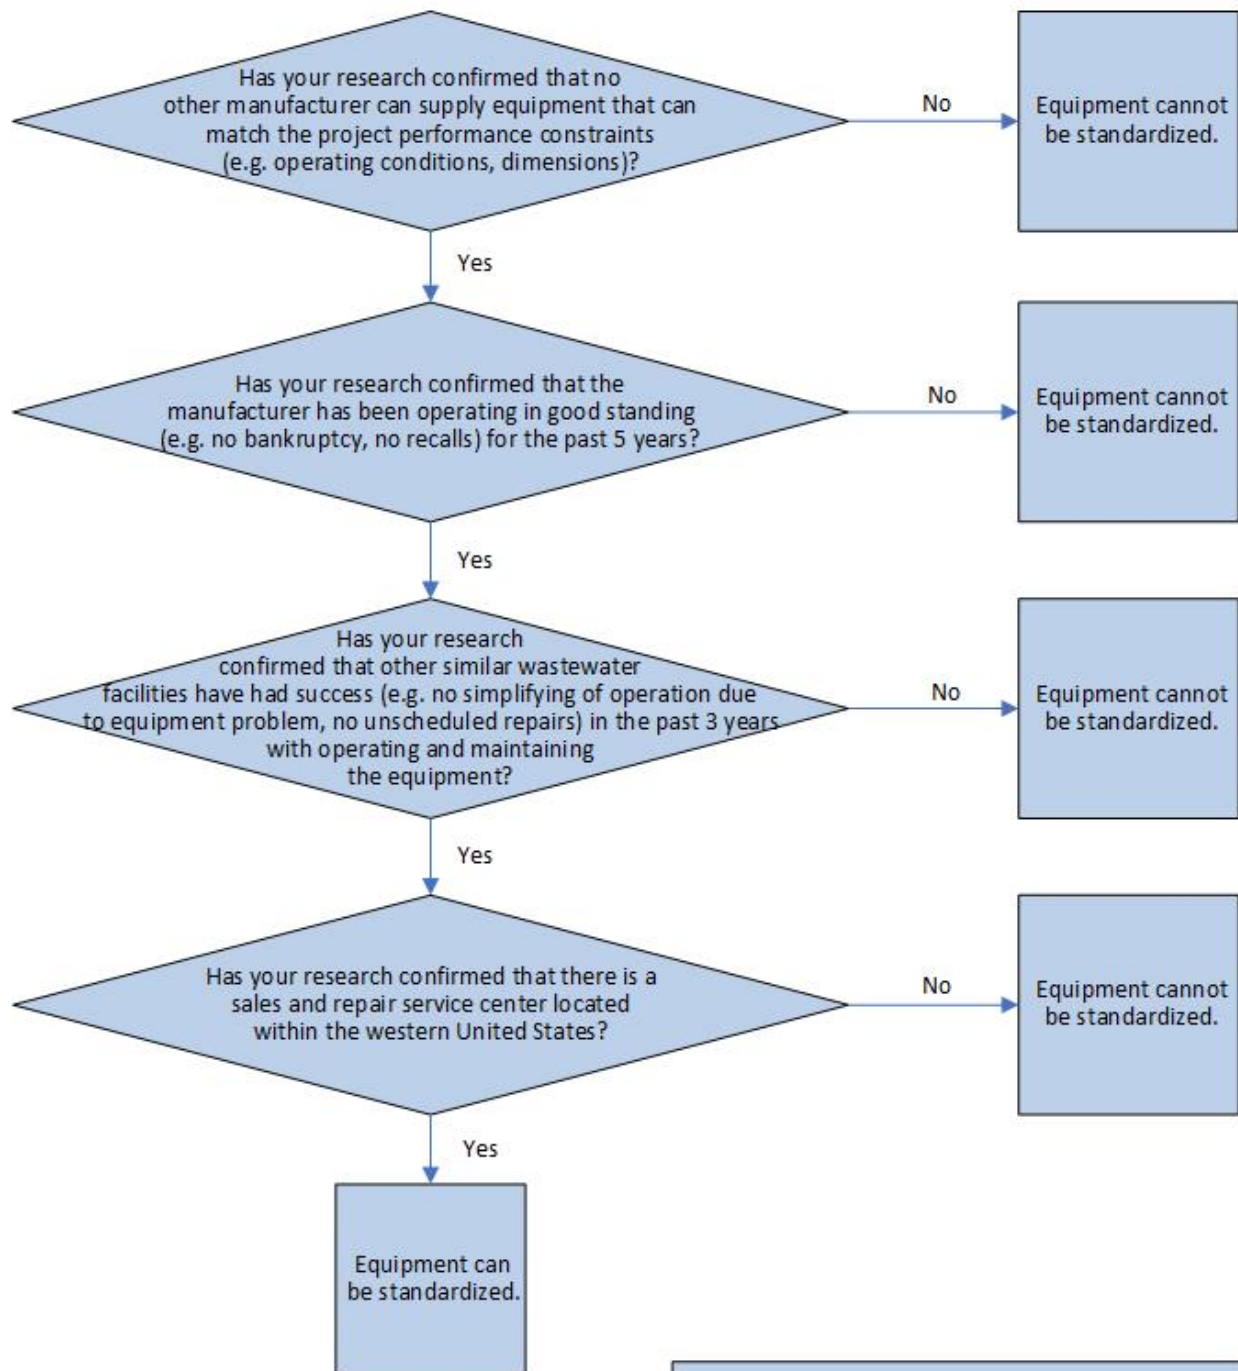 Has your research confirmed that no
other manufacturer can supply equipment that can
match the project performance constraints
(e.g. operating conditions, dimensions)?
No
Equipment cannot
be standardized.
Yes
Has your research confirmed that the
manufacturer has been operating in good standing
(e.g. no bankruptcy, no recalls) for the past 5 years?
No
Equipment cannot
be standardized.
Yes
Has your research
confirmed that other similar wastewater
facilities have had success (e.g. no simplifying of operation due
to equipment problem, no unscheduled repairs) in the past 3 years
with operating and maintaining
the equipment?
No
Equipment cannot
be standardized.
Yes
Has your research confirmed that there is a
sales and repair service center located
within the western United States?
No
Equipment cannot
be standardized.
Yes
Equipment can
be standardized.